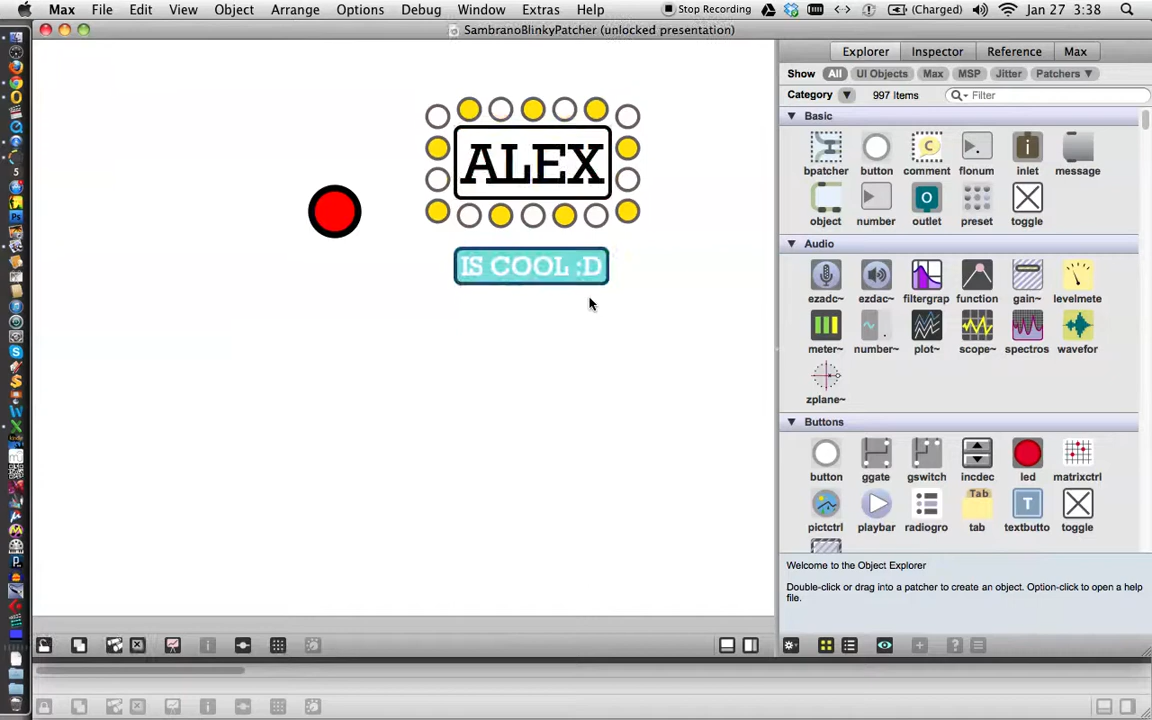 Max File Edit View Object Arrange Options Debug Window Extras Help Stop Recording (Charged) Jan 27 3:38
SambranoBlinkyPatcher (unlocked presentation)
Explorer Inspector Reference Max
Show All UI Objects Max MSP Jitter Patchers ▼
Category ▼ 997 Items Filter
Basic
bpatcher button comment flonum inlet message
object number outlet preset toggle
Audio
ezadc~ ezdac~ filtergrap function gain~ levelmete
meter~ number~ plot~ scope~ spectros wavefor
zplane~
Buttons
button ggate gswitch incdec led matrixctrl
Tab T
pictctrl playbar radiogro tab textbutto toggle
ALEX
IS COOL :D
Welcome to the Object Explorer
Double-click or drag into a patcher to create an object. Option-click to open a help
file.